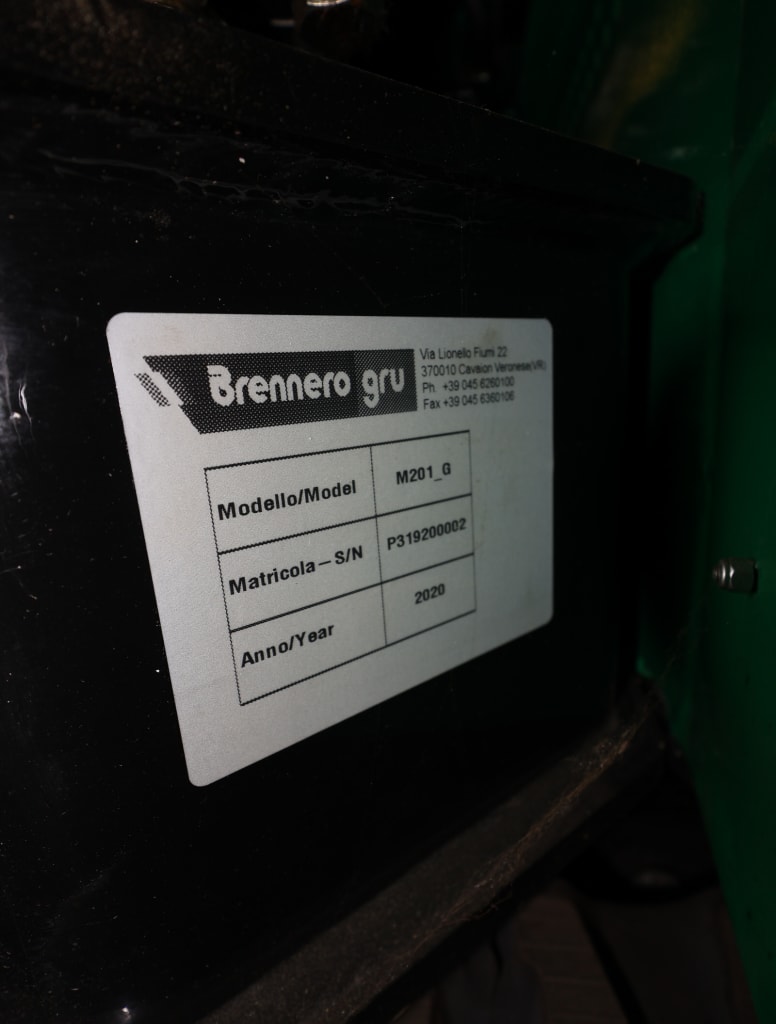 Brennero gru
Via Lionello Fiumi 22
370010 Cavaion Veronese(VR)
Ph. +39 045 6260100
Fax +39 045 6360106
Modello/Model M201_G
Matricola-S/N P319200002
Anno/Year 2020